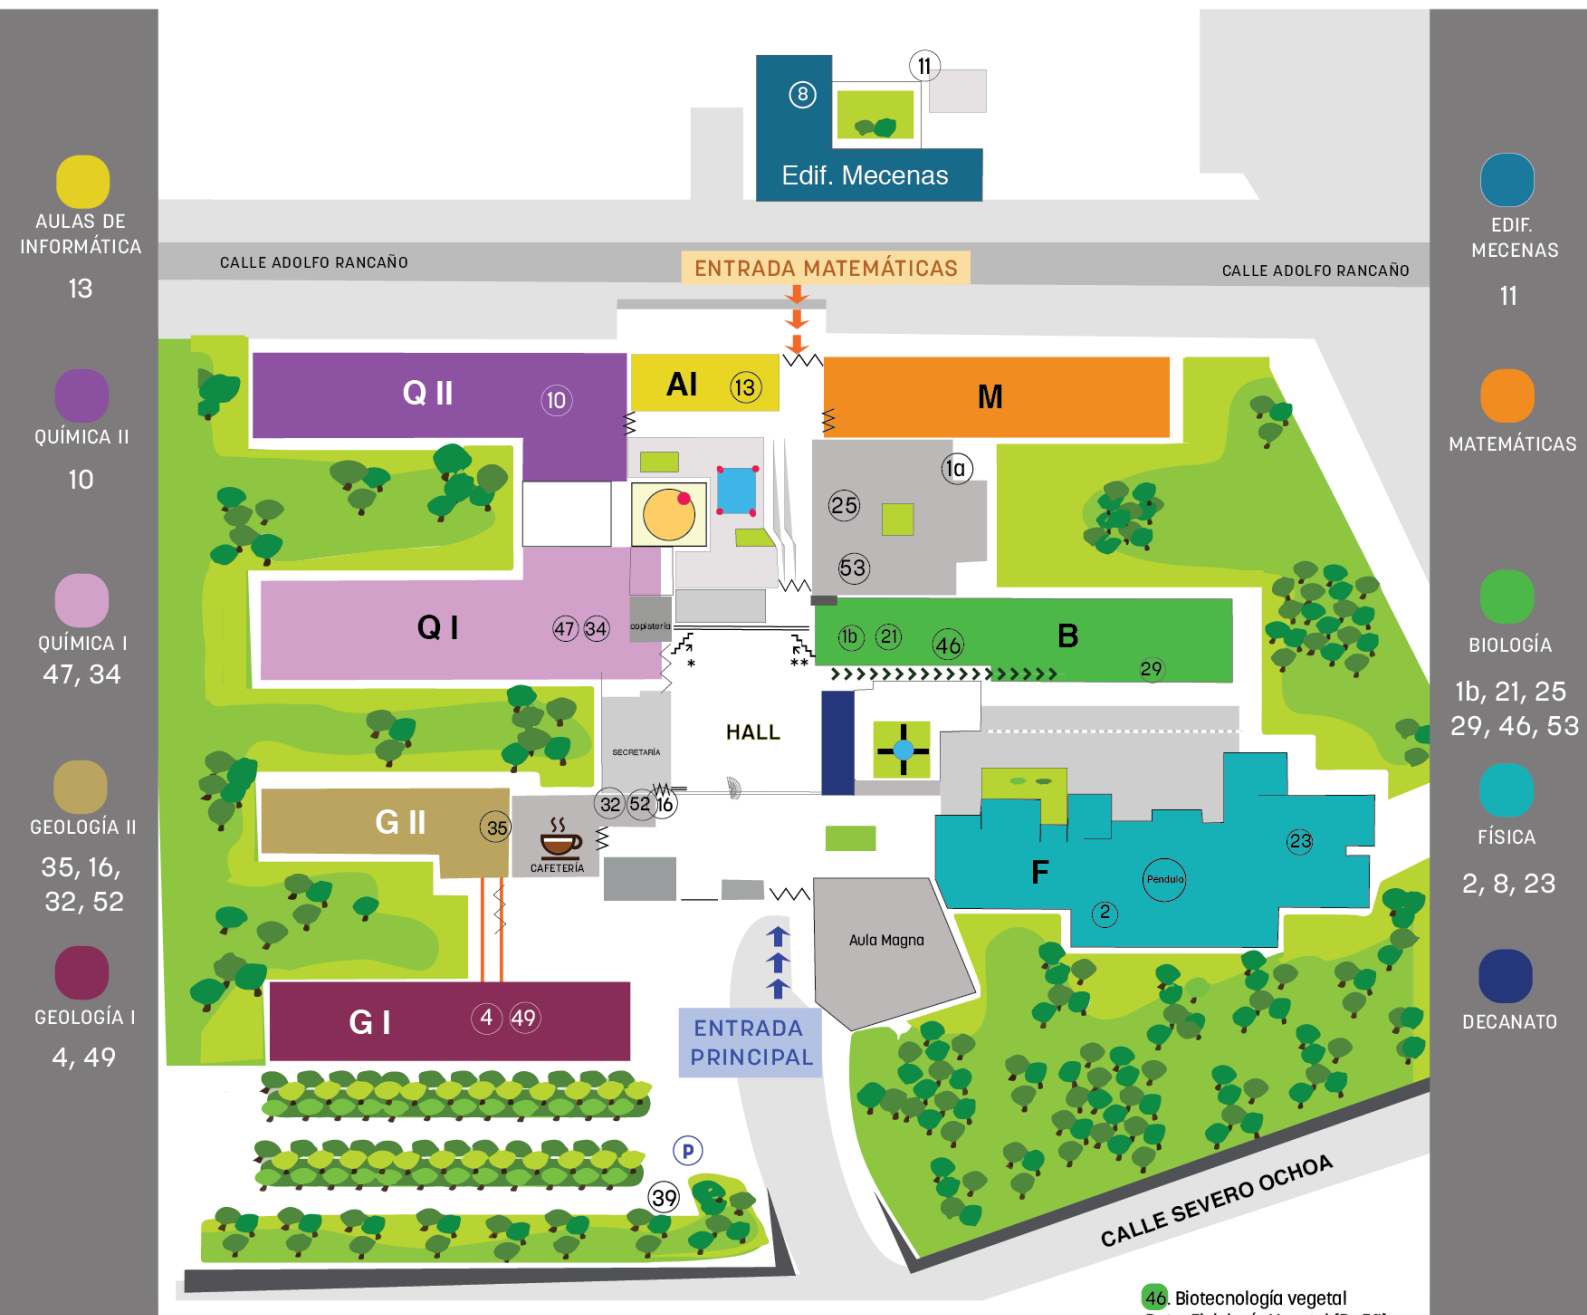 AULAS DE
INFORMÁTICA
13
QUÍMICA II
10
QUÍMICA I
47, 34
GEOLOGÍA II
35, 16,
32, 52
GEOLOGÍA I
4, 49
11
8
Edif. Mecenas
CALLE ADOLFO RANCAÑO
ENTRADA MATEMÁTICAS
CALLE ADOLFO RANCAÑO
Q II
10
AI
13
M
1a
25
53
Q I
47
34
copistería
*
**
1b
21
46
B
29
HALL
SECRETARÍA
G II
35
32
52
16
CAFETERÍA
F
Péndulo
23
2
Aula Magna
G I
4
49
ENTRADA
PRINCIPAL
P
39
CALLE SEVERO OCHOA
46. Biotecnología vegetal
EDIF.
MECENAS
11
MATEMÁTICAS
BIOLOGÍA
1b, 21, 25
29, 46, 53
FÍSICA
2, 8, 23
DECANATO